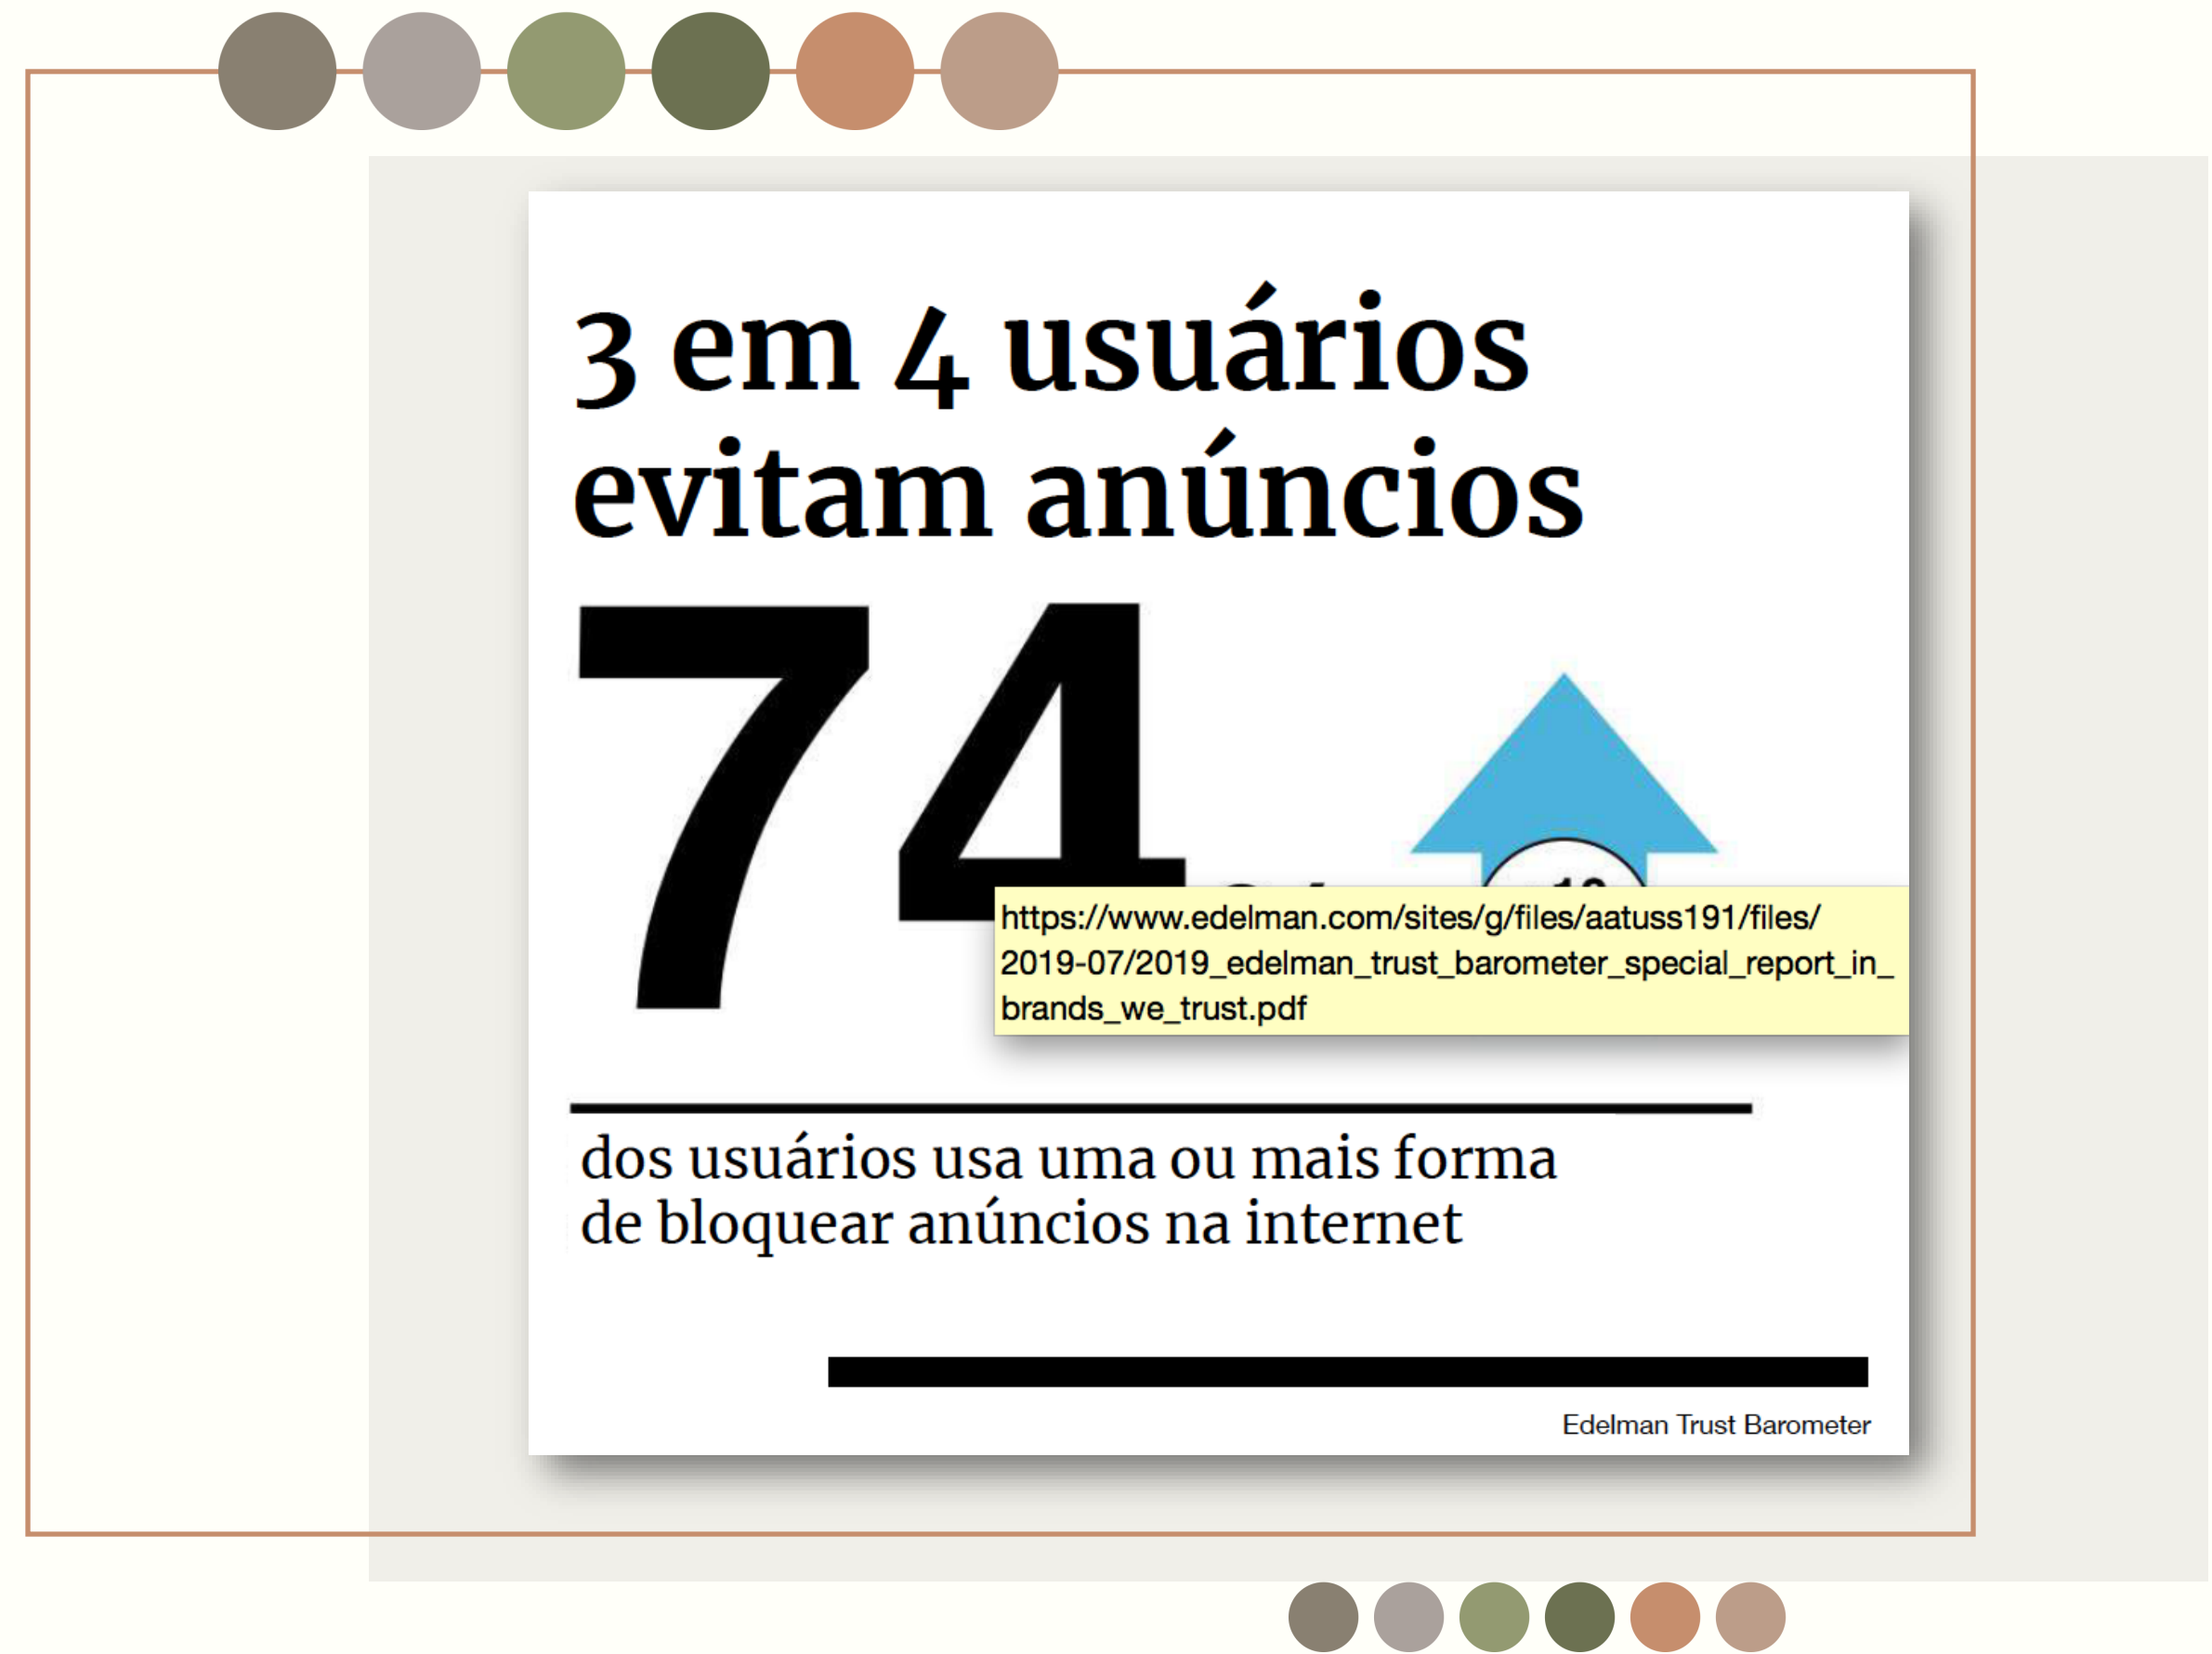 3 em 4 usuários
evitam anúncios
74
https://www.edelman.com/sites/g/files/aatuss191/files/
2019-07/2019_edelman_trust_barometer_special_report_in_
brands_we_trust.pdf
dos usuários usa uma ou mais forma
de bloquear anúncios na internet
Edelman Trust Barometer